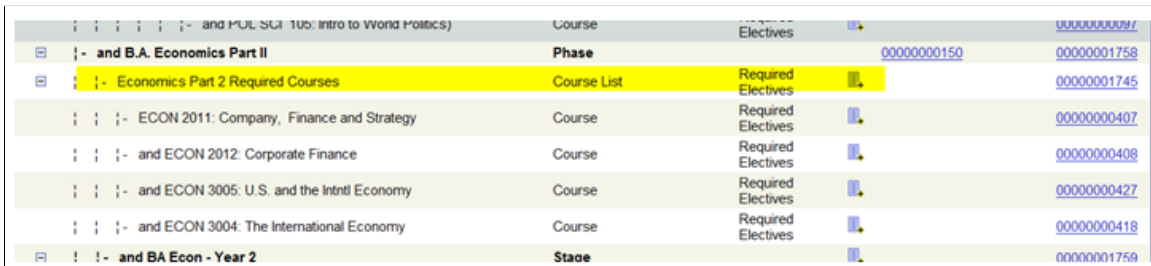 ¦ ¦ ¦ ¦ ¦ ¦- and POL SCI 105: Intro to World Politics) Course Required Electives 00000000097
¦- and B.A. Economics Part II Phase 00000000150 00000001758
¦ ¦- Economics Part 2 Required Courses Course List Required Electives 00000001745
¦ ¦ ¦- ECON 2011: Company, Finance and Strategy Course Required Electives 00000000407
¦ ¦ ¦- and ECON 2012: Corporate Finance Course Required Electives 00000000408
¦ ¦ ¦- and ECON 3005: U.S. and the Intntl Economy Course Required Electives 00000000427
¦ ¦ ¦- and ECON 3004: The International Economy Course Required Electives 00000000418
¦ ¦- and BA Econ - Year 2 Stage 00000001759